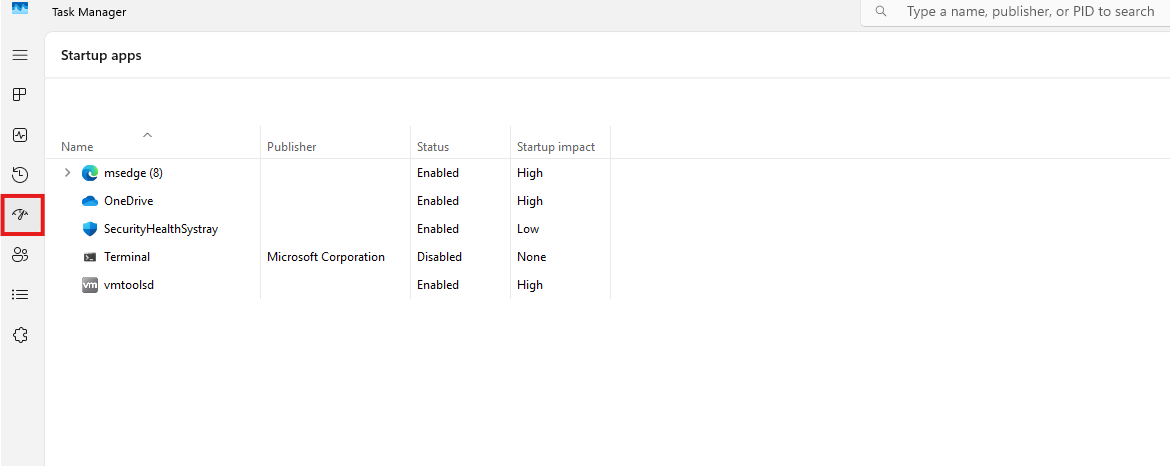 Task Manager
Type a name, publisher, or PID to search
Startup apps
Name Publisher Status Startup impact
msedge (8) Enabled High
OneDrive Enabled High
SecurityHealthSystray Enabled Low
Terminal Microsoft Corporation Disabled None
vm vmtoolsd Enabled High